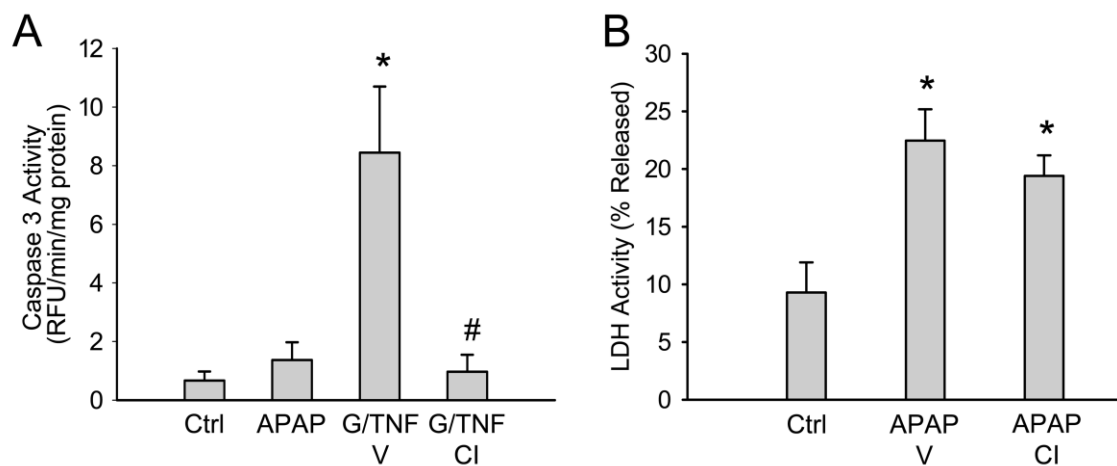 A
Caspase 3 Activity
(RFU/min/mg protein)
12
10
8
6
4
2
0
*
#
Ctrl
APAP
G/TNF
V
G/TNF
CI
B
LDH Activity (% Released)
30
25
20
15
10
5
0
*
*
Ctrl
APAP
V
APAP
CI